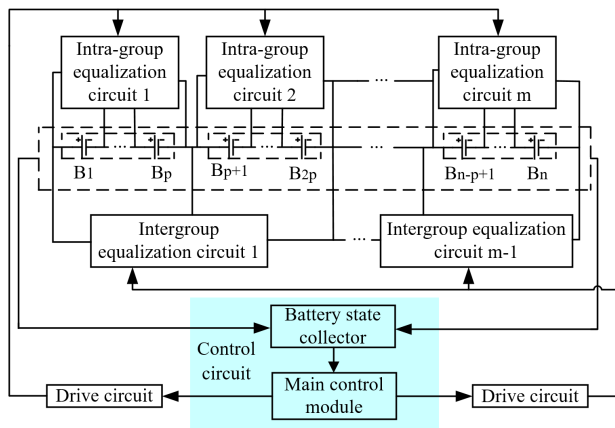 Intra-group
equalization
circuit 1
Intra-group
equalization
circuit 2
...
Intra-group
equalization
circuit m
+ ... + + ... + ... + ... +
B1 Bp Bp+1 B2p Bn-p+1 Bn
Intergroup
equalization circuit 1
...
Intergroup equalization
circuit m-1
Battery state
collector
Control
circuit
Main control
module
Drive circuit
Drive circuit